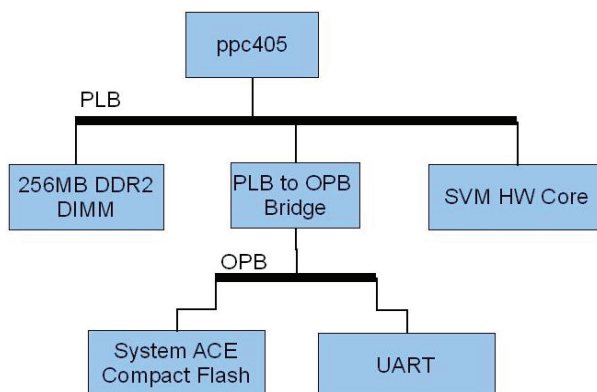 ppc405
PLB
256MB DDR2
DIMM
PLB to OPB
Bridge
SVM HW Core
OPB
System ACE
Compact Flash
UART